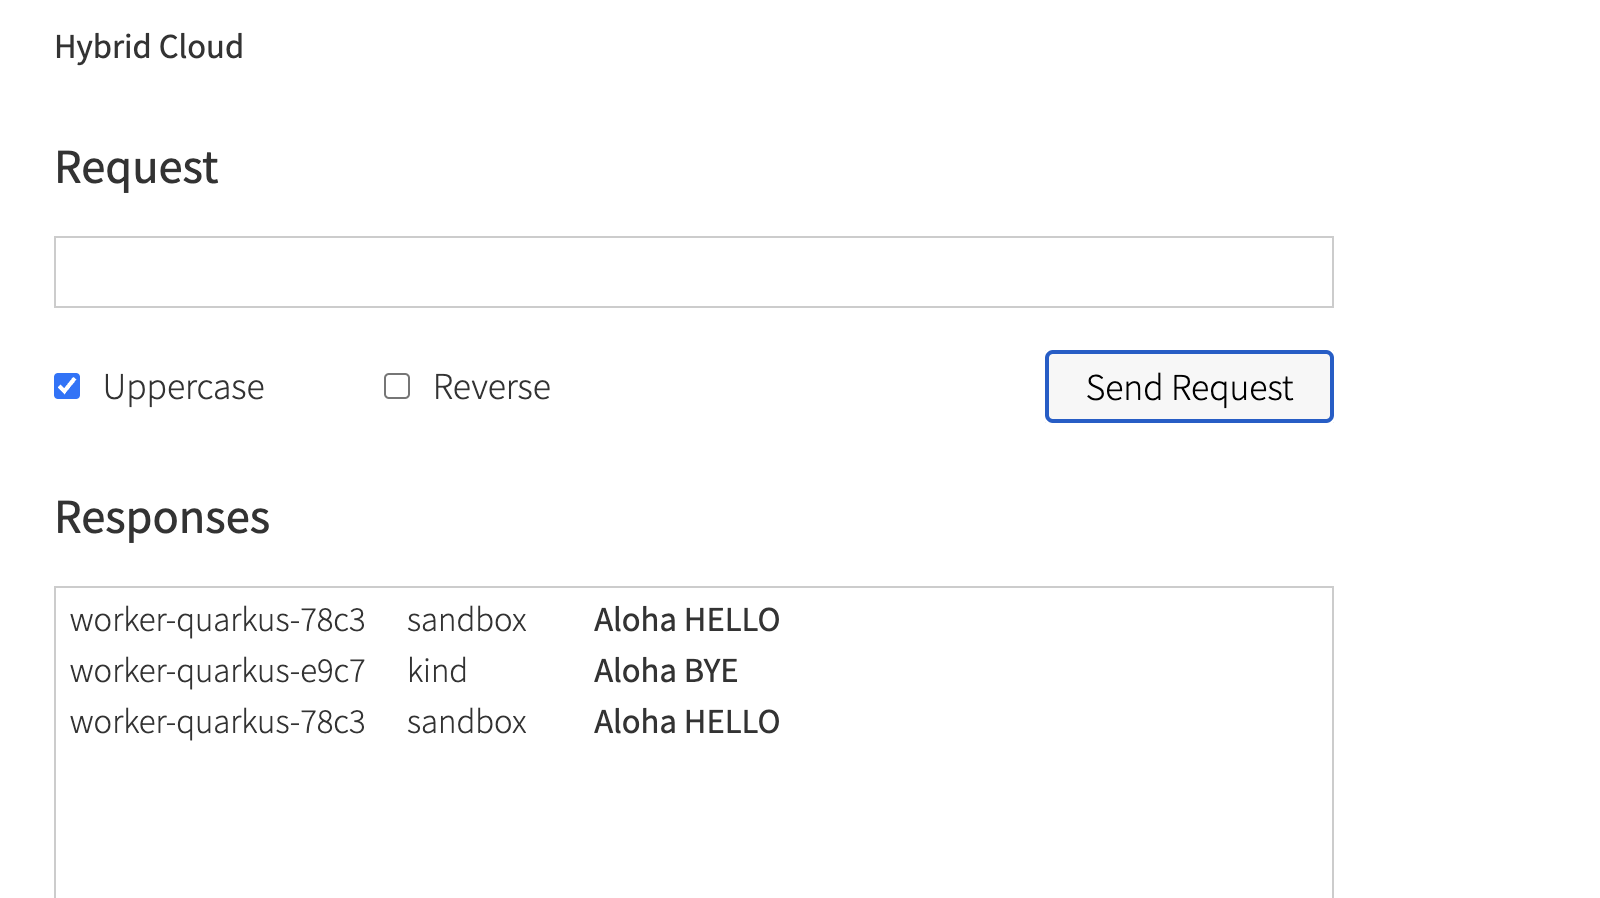 Hybrid Cloud
Request
Uppercase Reverse Send Request
Responses
worker-quarkus-78c3 sandbox Aloha HELLO
worker-quarkus-e9c7 kind Aloha BYE
worker-quarkus-78c3 sandbox Aloha HELLO